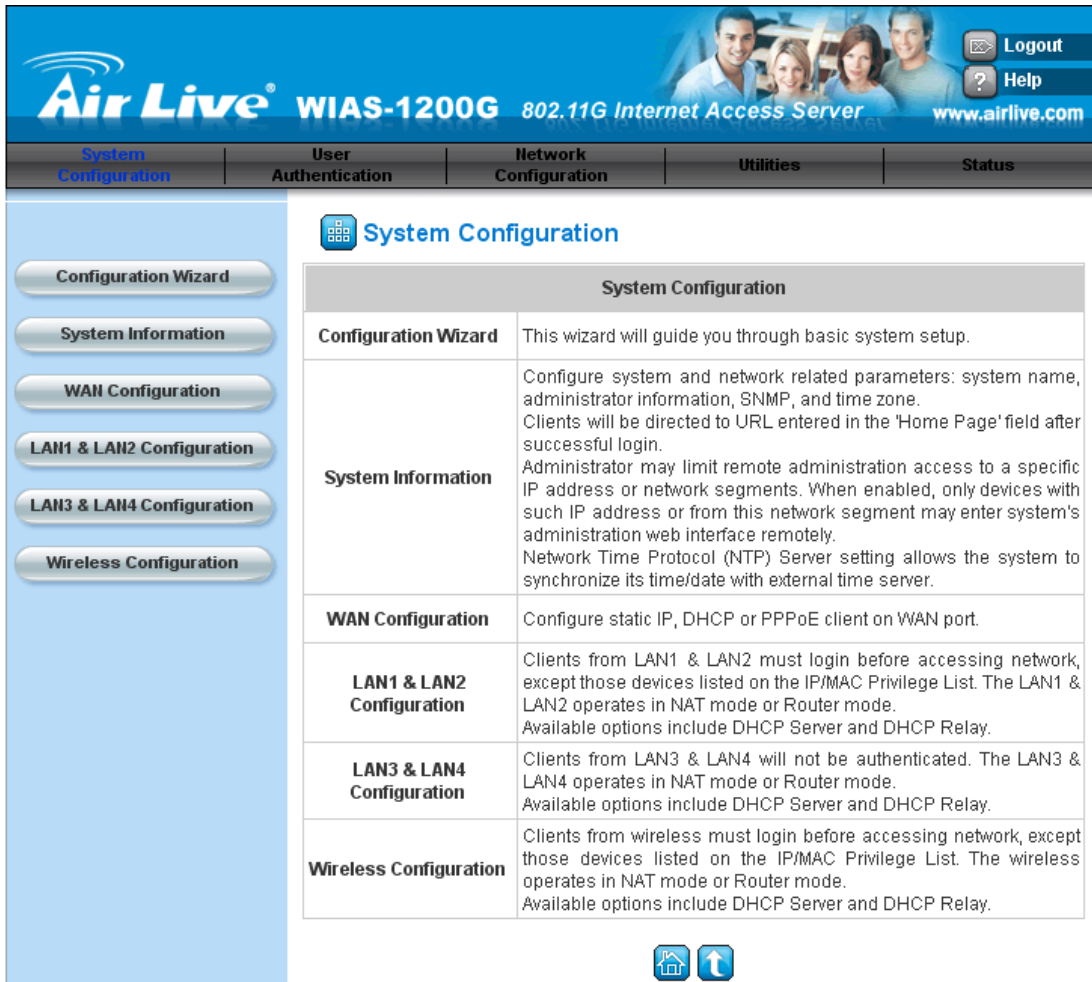 Air Live® WIAS-1200G 802.11G Internet Access Server
Logout
? Help
www.airlive.com
System Configuration
User Authentication
Network Configuration
Utilities
Status
Configuration Wizard
System Information
WAN Configuration
LAN1 & LAN2 Configuration
LAN3 & LAN4 Configuration
Wireless Configuration
System Configuration
System Configuration
Configuration Wizard
This wizard will guide you through basic system setup.
System Information
Configure system and network related parameters: system name,
administrator information, SNMP, and time zone.
Clients will be directed to URL entered in the 'Home Page' field after
successful login.
Administrator may limit remote administration access to a specific
IP address or network segments. When enabled, only devices with
such IP address or from this network segment may enter system's
administration web interface remotely.
Network Time Protocol (NTP) Server setting allows the system to
synchronize its time/date with external time server.
WAN Configuration
Configure static IP, DHCP or PPPoE client on WAN port.
LAN1 & LAN2
Configuration
Clients from LAN1 & LAN2 must login before accessing network,
except those devices listed on the IP/MAC Privilege List. The LAN1 &
LAN2 operates in NAT mode or Router mode.
Available options include DHCP Server and DHCP Relay.
LAN3 & LAN4
Configuration
Clients from LAN3 & LAN4 will not be authenticated. The LAN3 &
LAN4 operates in NAT mode or Router mode.
Available options include DHCP Server and DHCP Relay.
Wireless Configuration
Clients from wireless must login before accessing network, except
those devices listed on the IP/MAC Privilege List. The wireless
operates in NAT mode or Router mode.
Available options include DHCP Server and DHCP Relay.